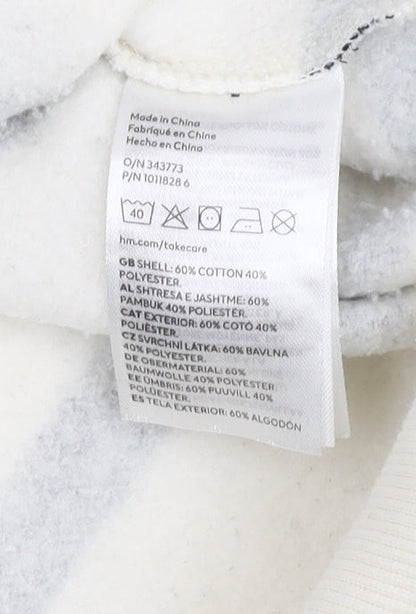 Made in China
Fabriqué en Chine
Hecho en China
O/N 343773
P/N 1011828 6
40
hm.com/takecare
GB SHELL: 60% COTTON 40%
POLYESTER.
AL SHTRESA E JASHTME: 60%
PAMBUK 40% POLIESTËR.
CAT EXTERIOR: 60% COTÓ 40%
POLIÈSTER.
CZ SVRCHNÍ LÁTKA: 60% BAVLNA
40% POLYESTER.
DE OBERMATERIAL: 60%
BAUMWOLLE 40% POLYESTER.
EE ÜMBRIS: 60% PUUVILL 40%
POLÜESTER.
ES TELA EXTERIOR: 60% ALGODÓN